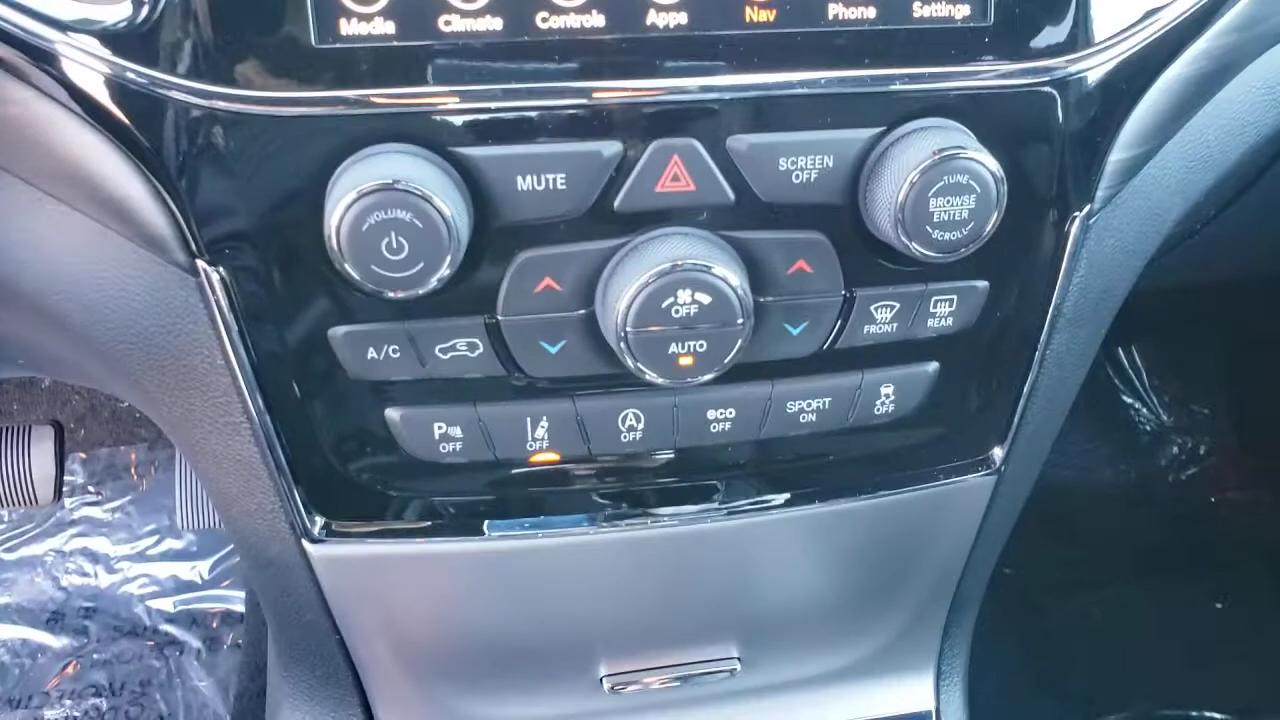 Media Climate Controls Apps Nav Phone Settings
MUTE
SCREEN
OFF
VOLUME
TUNE
BROWSE
ENTER
SCROLL
OFF
AUTO
A/C
FRONT
REAR
P
OFF
OFF
A
OFF
eco
OFF
SPORT
ON
OFF